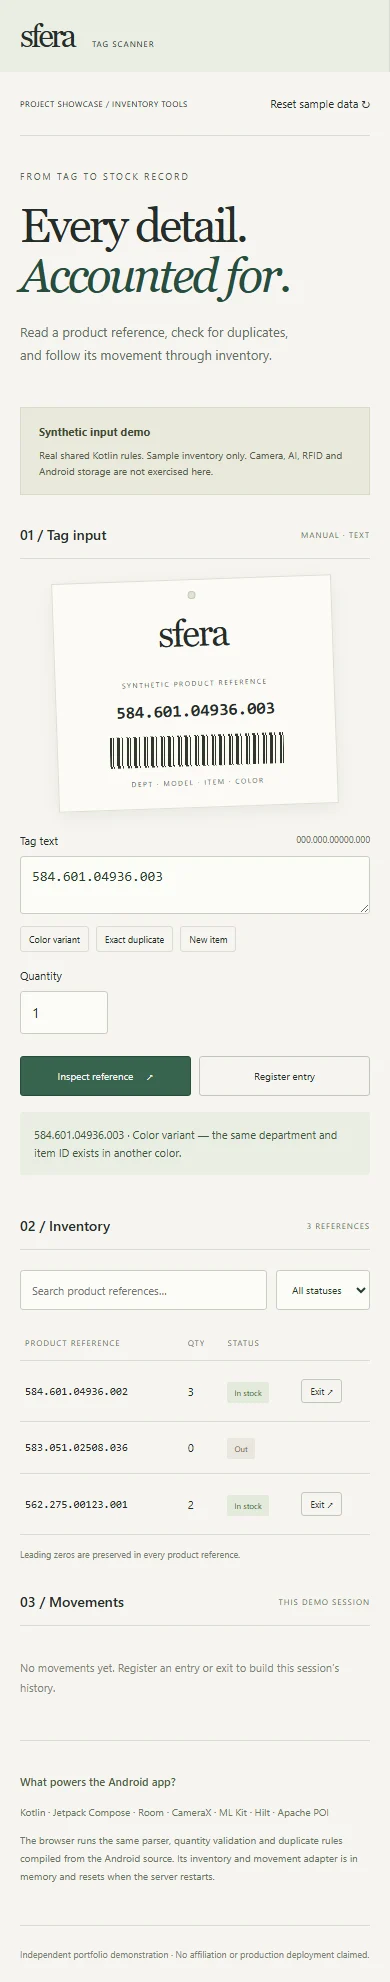 sfera TAG SCANNER
PROJECT SHOWCASE / INVENTORY TOOLS Reset sample data ↻
FROM TAG TO STOCK RECORD
Every detail.
Accounted for.
Read a product reference, check for duplicates,
and follow its movement through inventory.
Synthetic input demo
Real shared Kotlin rules. Sample inventory only. Camera, AI, RFID and
Android storage are not exercised here.
01 / Tag input MANUAL · TEXT
sfera
SYNTHETIC PRODUCT REFERENCE
584.601.04936.003
DEPT · MODEL · ITEM · COLOR
Tag text 000.000.00000.000
584.601.04936.003
Color variant Exact duplicate New item
Quantity
1
Inspect reference ↗ Register entry
584.601.04936.003 · Color variant — the same department and
item ID exists in another color.
02 / Inventory 3 REFERENCES
Search product references... All statuses
PRODUCT REFERENCE QTY STATUS
584.601.04936.002 3 In stock Exit ↗
583.051.02508.036 0 Out
562.275.00123.001 2 In stock Exit ↗
Leading zeros are preserved in every product reference.
03 / Movements THIS DEMO SESSION
No movements yet. Register an entry or exit to build this session's
history.
What powers the Android app?
Kotlin · Jetpack Compose · Room · CameraX · ML Kit · Hilt · Apache POI
The browser runs the same parser, quantity validation and duplicate rules
compiled from the Android source. Its inventory and movement adapter is in
memory and resets when the server restarts.
Independent portfolio demonstration · No affiliation or production deployment claimed.